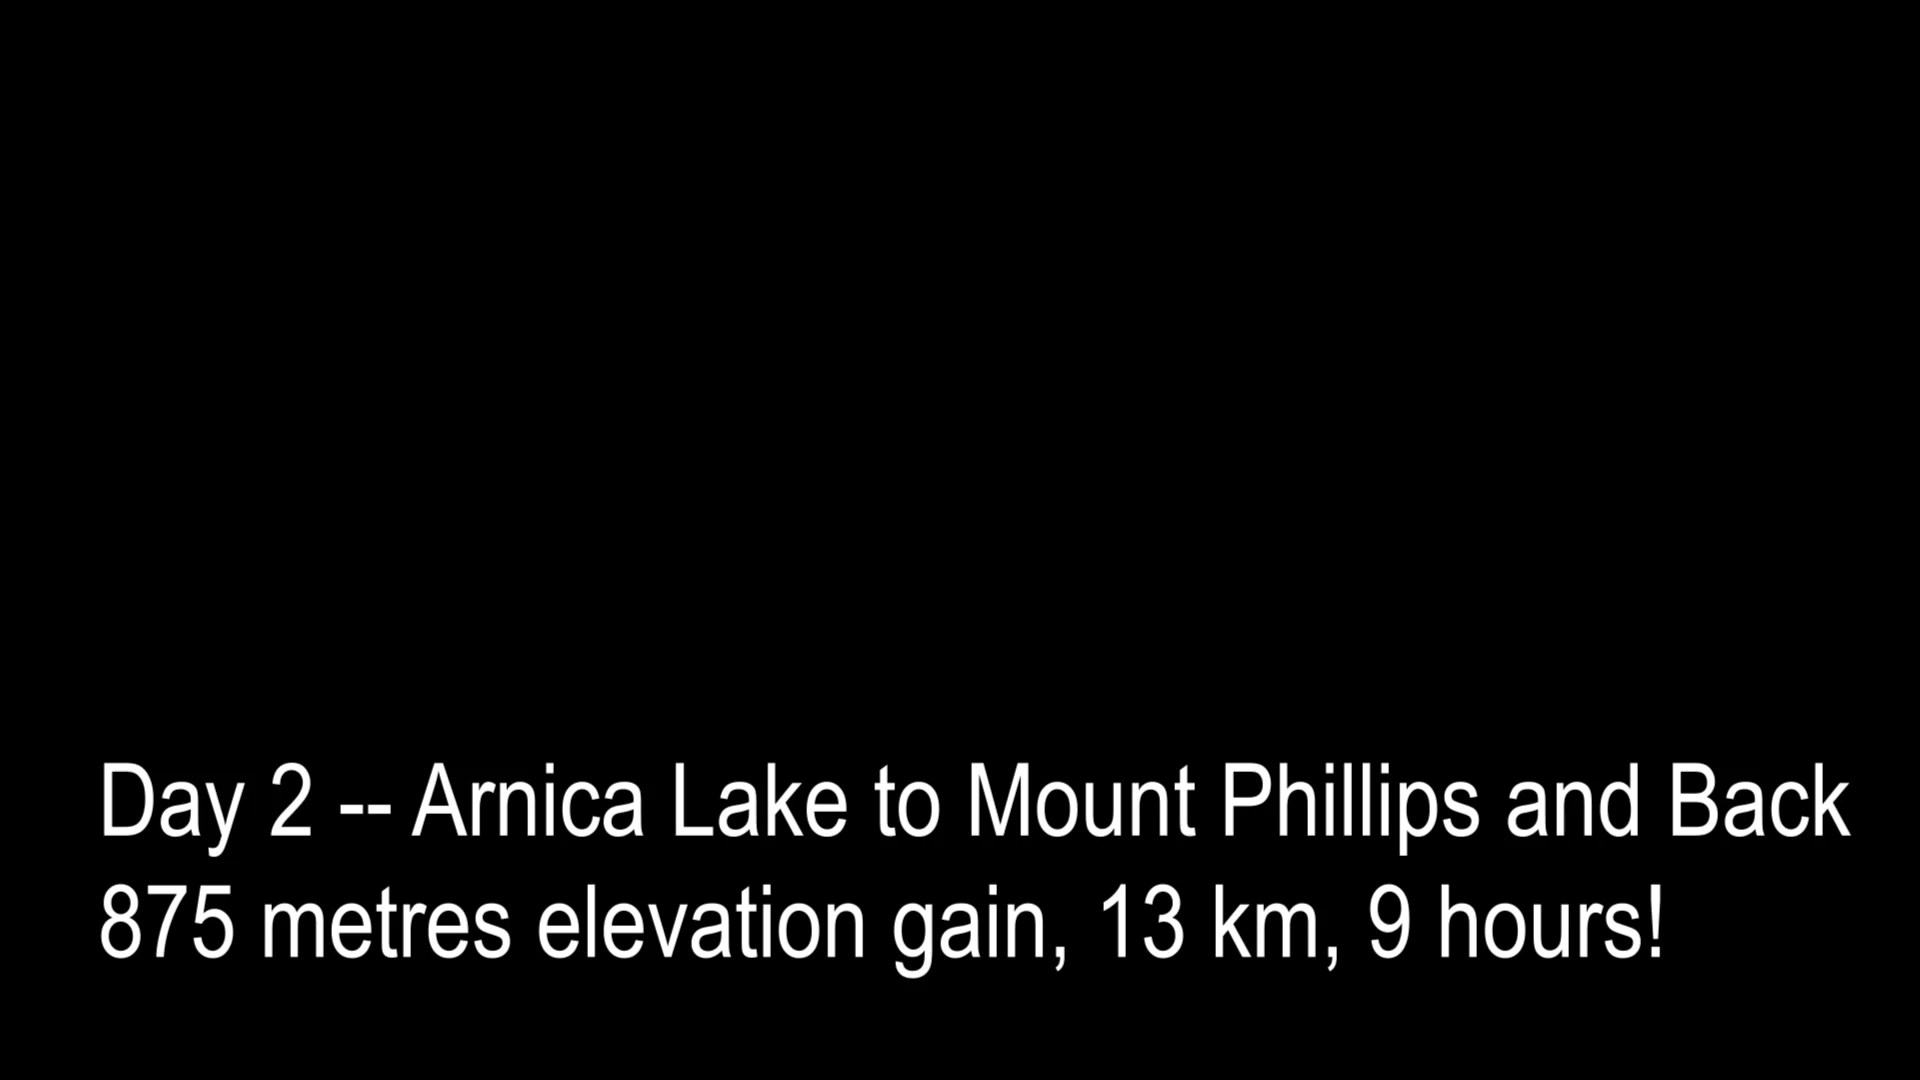 Day 2 -- Arnica Lake to Mount Phillips and Back
875 metres elevation gain, 13 km, 9 hours!